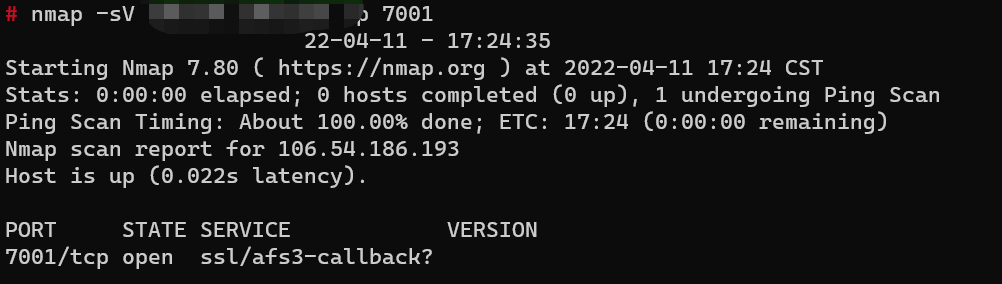 # nmap -sV p 7001
22-04-11 - 17:24:35
Starting Nmap 7.80 ( https://nmap.org ) at 2022-04-11 17:24 CST
Stats: 0:00:00 elapsed; 0 hosts completed (0 up), 1 undergoing Ping Scan
Ping Scan Timing: About 100.00% done; ETC: 17:24 (0:00:00 remaining)
Nmap scan report for 106.54.186.193
Host is up (0.022s latency).
PORT STATE SERVICE VERSION
7001/tcp open ssl/afs3-callback?